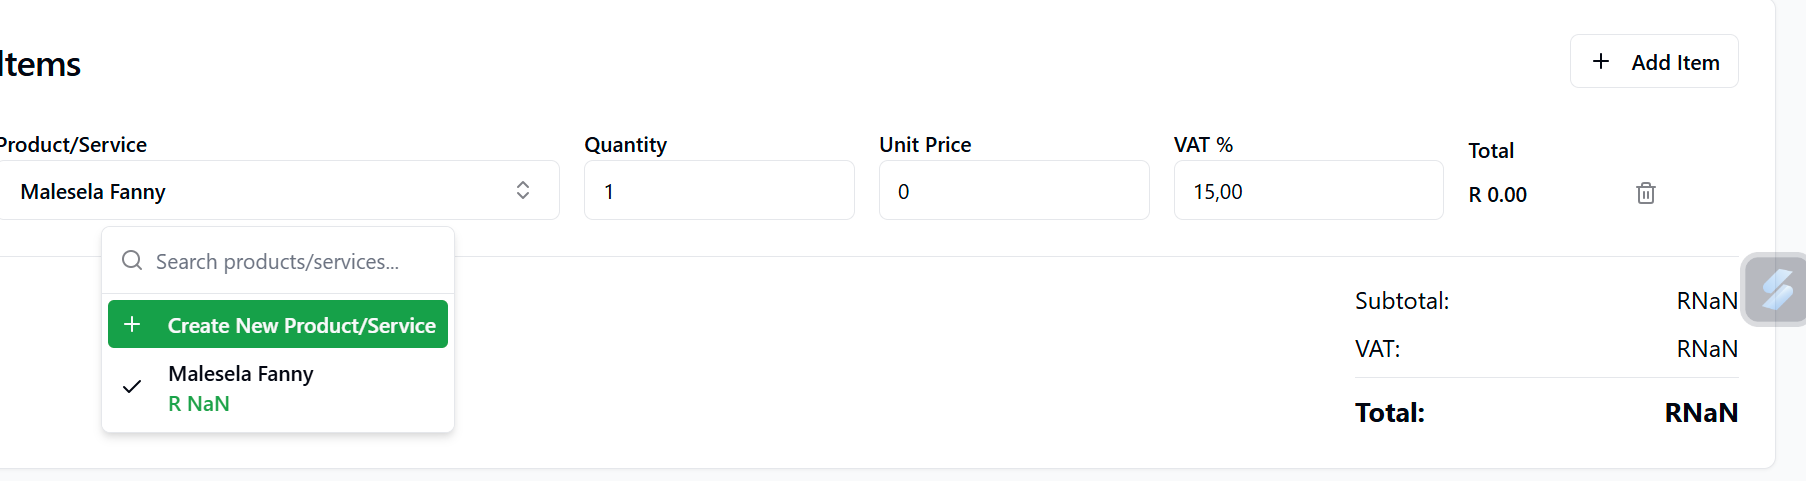 Items
+ Add Item
Product/Service
Quantity
Unit Price
VAT %
Total
Malesela Fanny
1
0
15,00
R 0.00
Search products/services...
+ Create New Product/Service
Malesela Fanny
R NaN
Subtotal: RNaN
VAT: RNaN
Total: RNaN